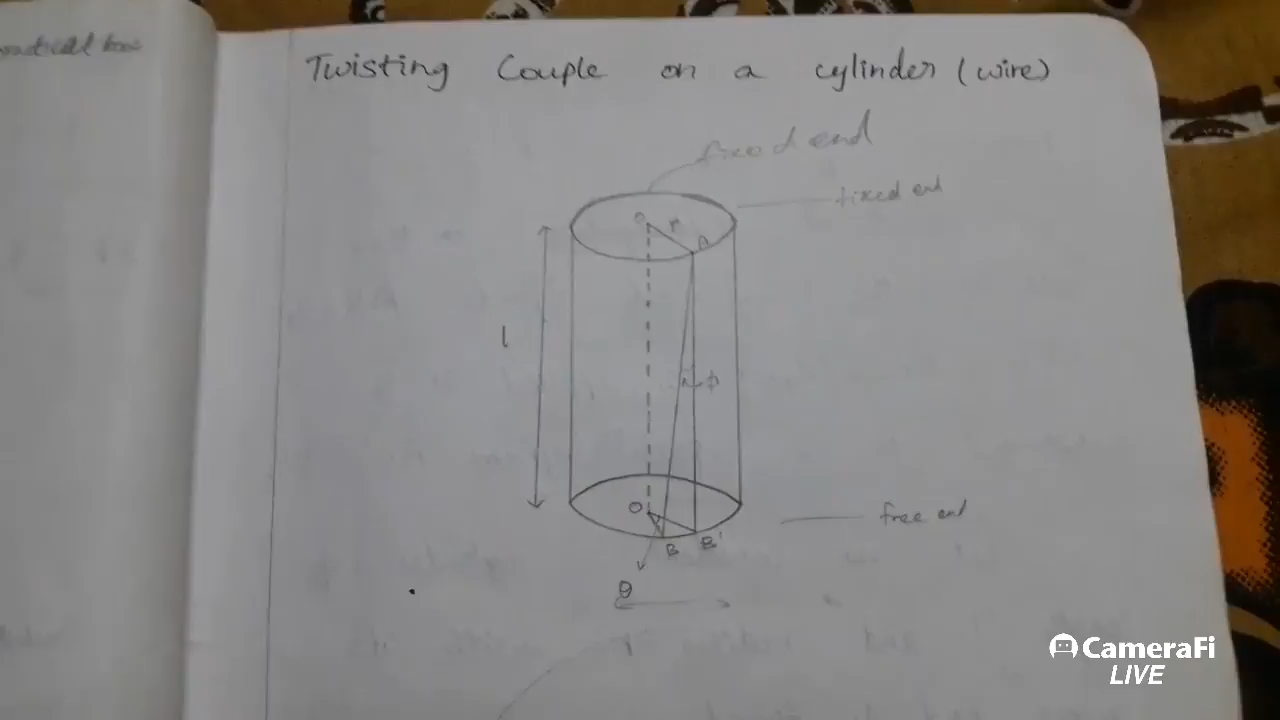 Twisting Couple on a cylinder (wire)
fixed end
fixed end
O r A
l
φ
O
B B'
free end
θ
CameraFi
LIVE